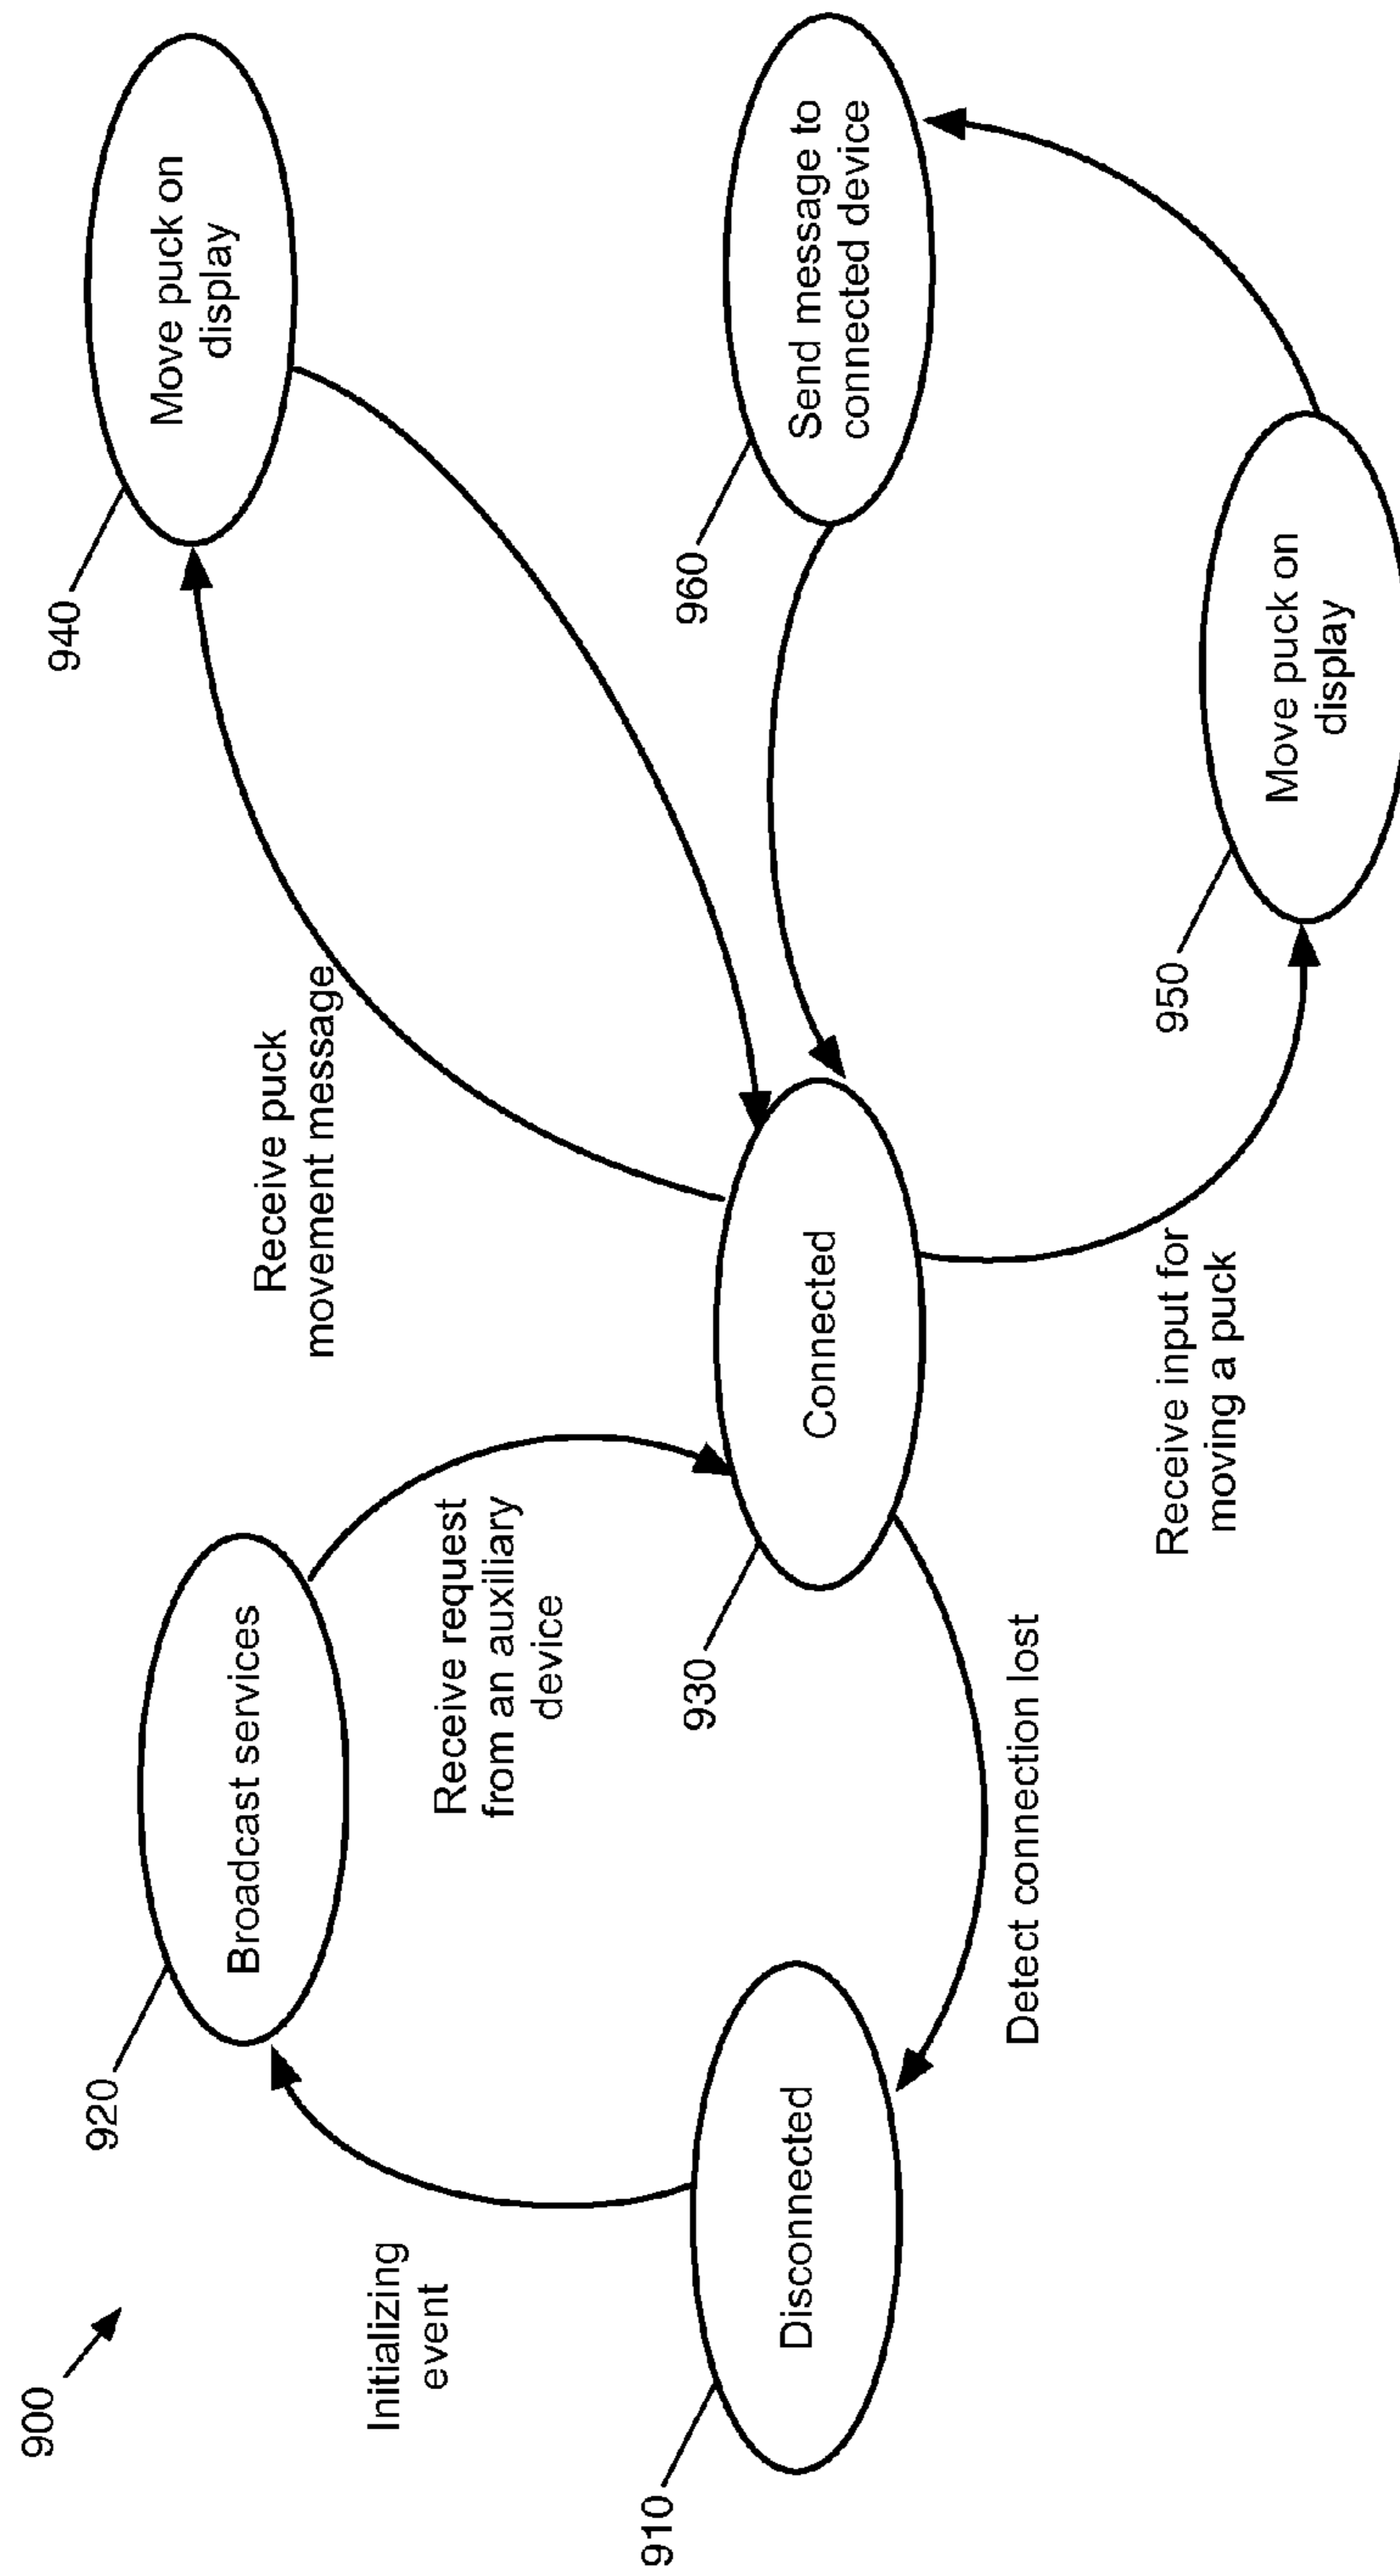 900
910
Disconnected
Initializing
event
920
Broadcast services
Receive request
from an auxiliary
device
930
Connected
Detect connection lost
Receive puck
movement message
940
Move puck on
display
Receive input for
moving a puck
950
Move puck on
display
960
Send message to
connected device